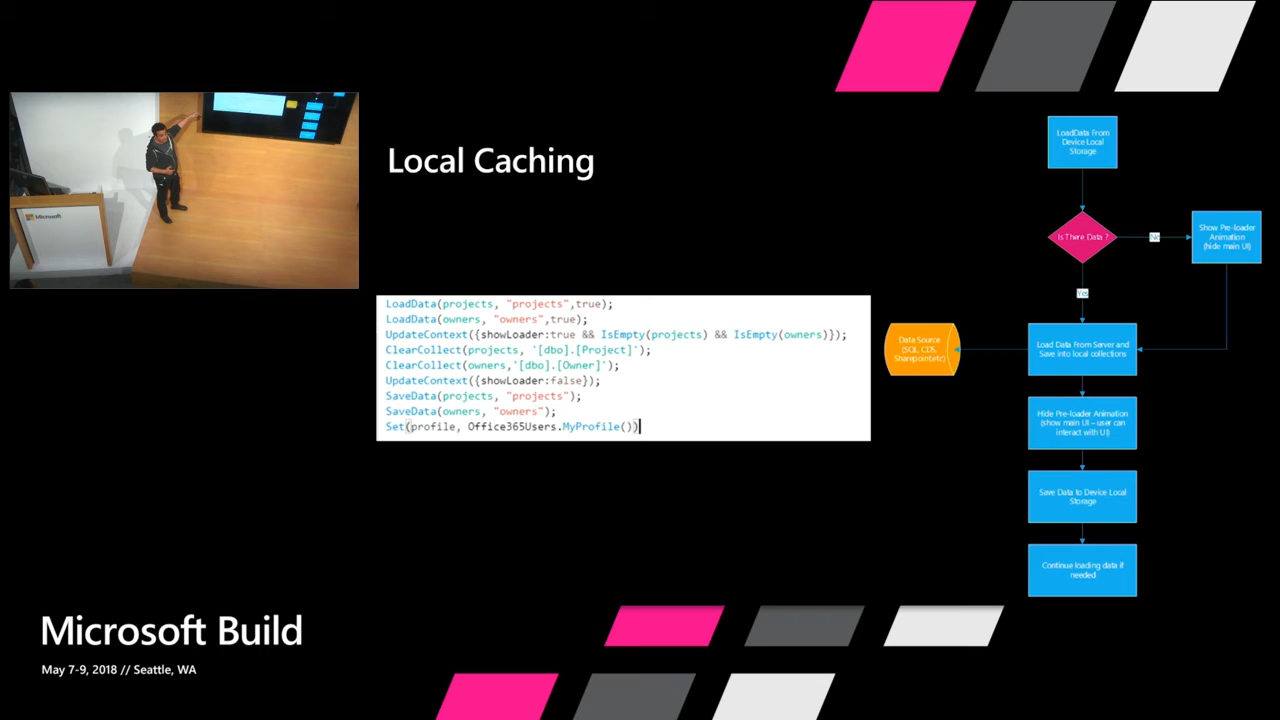 Microsoft
Local Caching
LoadData(projects, "projects",true);
LoadData(owners, "owners",true);
UpdateContext({showLoader:true && IsEmpty(projects) && IsEmpty(owners)});
ClearCollect(projects, '[dbo].[Project]');
ClearCollect(owners,'[dbo].[Owner]');
UpdateContext({showLoader:false});
SaveData(projects, "projects");
SaveData(owners, "owners");
Set(profile, Office365Users.MyProfile())
LoadData From
Device Local
Storage
Is There Data ?
No
Show Pre-loader
Animation
(hide main UI)
Yes
Data Source
(SQL, CDS,
Sharepoint etc)
Load Data From Server and
Save into local collections
Hide Pre-loader Animation
(show main UI – user can
interact with UI)
Save Data to Device Local
Storage
Continue loading data if
needed
Microsoft Build
May 7-9, 2018 // Seattle, WA